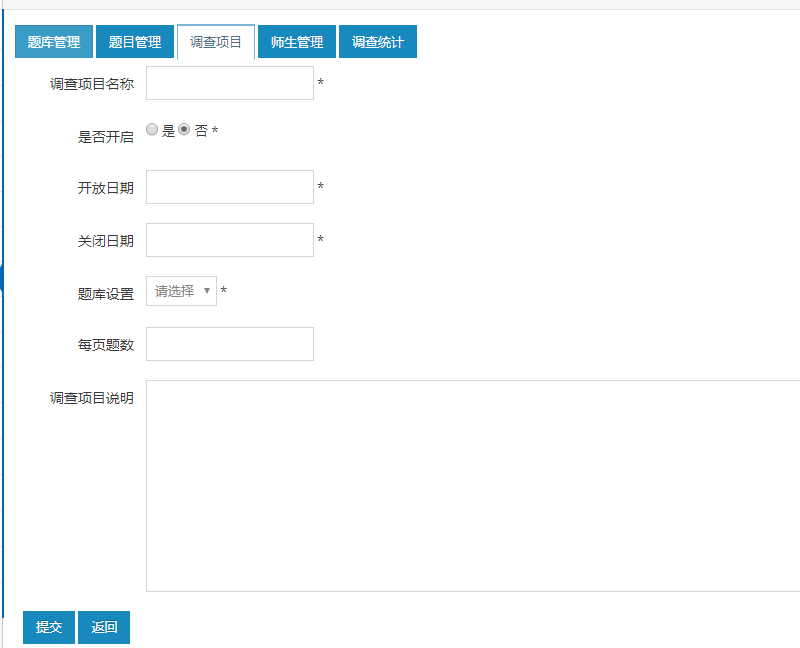 题库管理 题目管理 调查项目 师生管理 调查统计
调查项目名称 *
是否开启 是 否 *
开放日期 *
关闭日期 *
题库设置 请选择 *
每页题数
调查项目说明
提交 返回